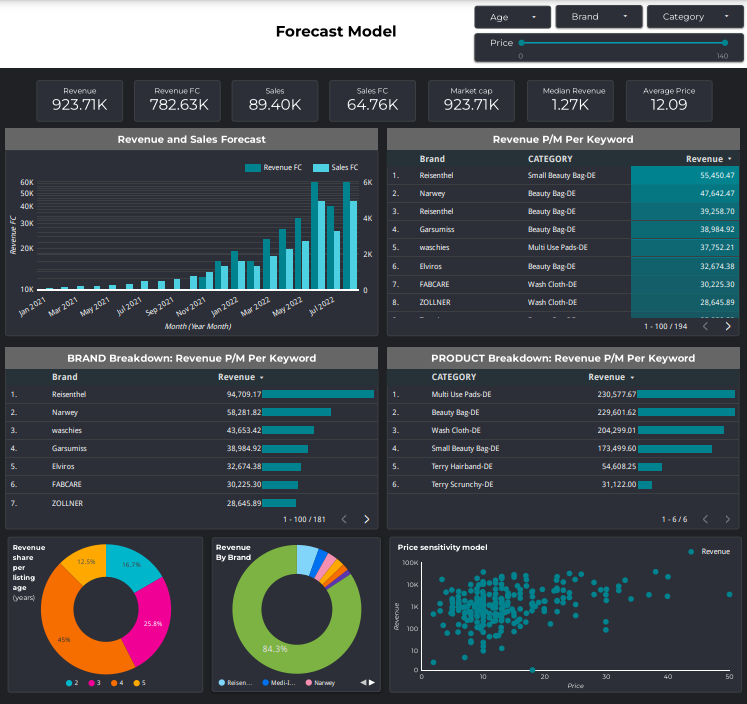 Forecast Model
Age
Brand
Category
Price
0
140
Revenue
923.71K
Revenue FC
782.63K
Sales
89.40K
Sales FC
64.76K
Market cap
923.71K
Median Revenue
1.27K
Average Price
12.09
Revenue and Sales Forecast
Revenue FC
Sales FC
60K
50K
40K
30K
20K
10K
6K
4K
2K
0
Revenue FC
Jan 2021
Mar 2021
May 2021
Jul 2021
Sep 2021
Nov 2021
Jan 2022
Mar 2022
May 2022
Jul 2022
Month (Year Month)
Revenue P/M Per Keyword
Brand CATEGORY Revenue
1. Reisenthel Small Beauty Bag-DE 55,450.47
2. Narwey Beauty Bag-DE 47,642.47
3. Reisenthel Beauty Bag-DE 39,258.70
4. Garsumiss Beauty Bag-DE 38,984.92
5. waschies Multi Use Pads-DE 37,752.21
6. Elviros Beauty Bag-DE 32,674.38
7. FABCARE Wash Cloth-DE 30,225.30
8. ZOLLNER Wash Cloth-DE 28,645.89
1 - 100 / 194
BRAND Breakdown: Revenue P/M Per Keyword
Brand Revenue
1. Reisenthel 94,709.17
2. Narwey 58,281.82
3. waschies 43,653.42
4. Garsumiss 38,984.92
5. Elviros 32,674.38
6. FABCARE 30,225.30
7. ZOLLNER 28,645.89
1 - 100 / 181
PRODUCT Breakdown: Revenue P/M Per Keyword
CATEGORY Revenue
1. Multi Use Pads-DE 230,577.67
2. Beauty Bag-DE 229,601.62
3. Wash Cloth-DE 204,299.01
4. Small Beauty Bag-DE 173,499.60
5. Terry Hairband-DE 54,608.25
6. Terry Scrunchy-DE 31,122.00
1 - 6 / 6
Revenue
share
per
listing
age
(years)
12.5%
16.7%
25.8%
45%
2 3 4 5
Revenue
By Brand
84.3%
Reisen... Medi-I... Narwey
Price sensitivity model
Revenue
100K
10K
1K
100
10
0
Revenue
0 10 20 30 40 50
Price